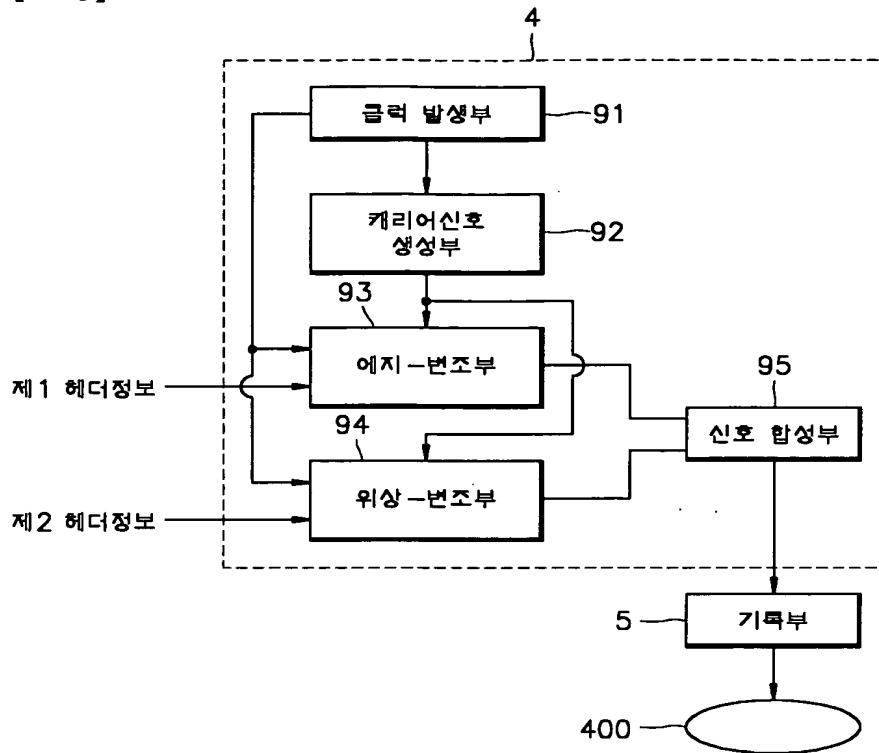 4
클럭 발생부
91
캐리어신호
생성부
92
93
에지-변조부
제1 헤더정보
95
신호 합성부
94
위상-변조부
제2 헤더정보
5
기록부
400